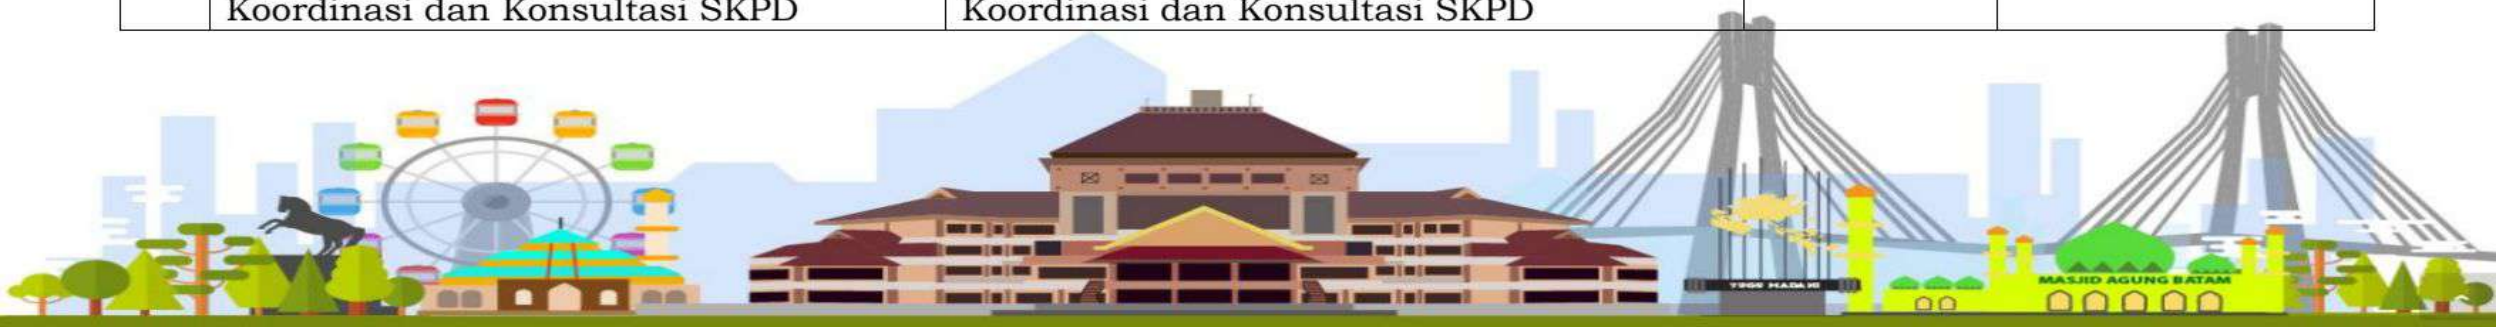 Koordinasi dan Konsultasi SKPD
Koordinasi dan Konsultasi SKPD
MASJID AGUNG BATAM